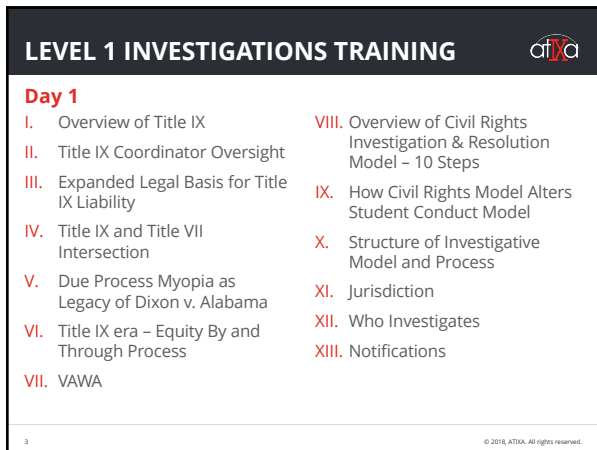 LEVEL 1 INVESTIGATIONS TRAINING
atIXa
Day 1
I. Overview of Title IX
II. Title IX Coordinator Oversight
III. Expanded Legal Basis for Title
IX Liability
IV. Title IX and Title VII
Intersection
V. Due Process Myopia as
Legacy of Dixon v. Alabama
VI. Title IX era – Equity By and
Through Process
VII. VAWA
VIII. Overview of Civil Rights
Investigation & Resolution
Model – 10 Steps
IX. How Civil Rights Model Alters
Student Conduct Model
X. Structure of Investigative
Model and Process
XI. Jurisdiction
XII. Who Investigates
XIII. Notifications
3
© 2018, ATIXA. All rights reserved.